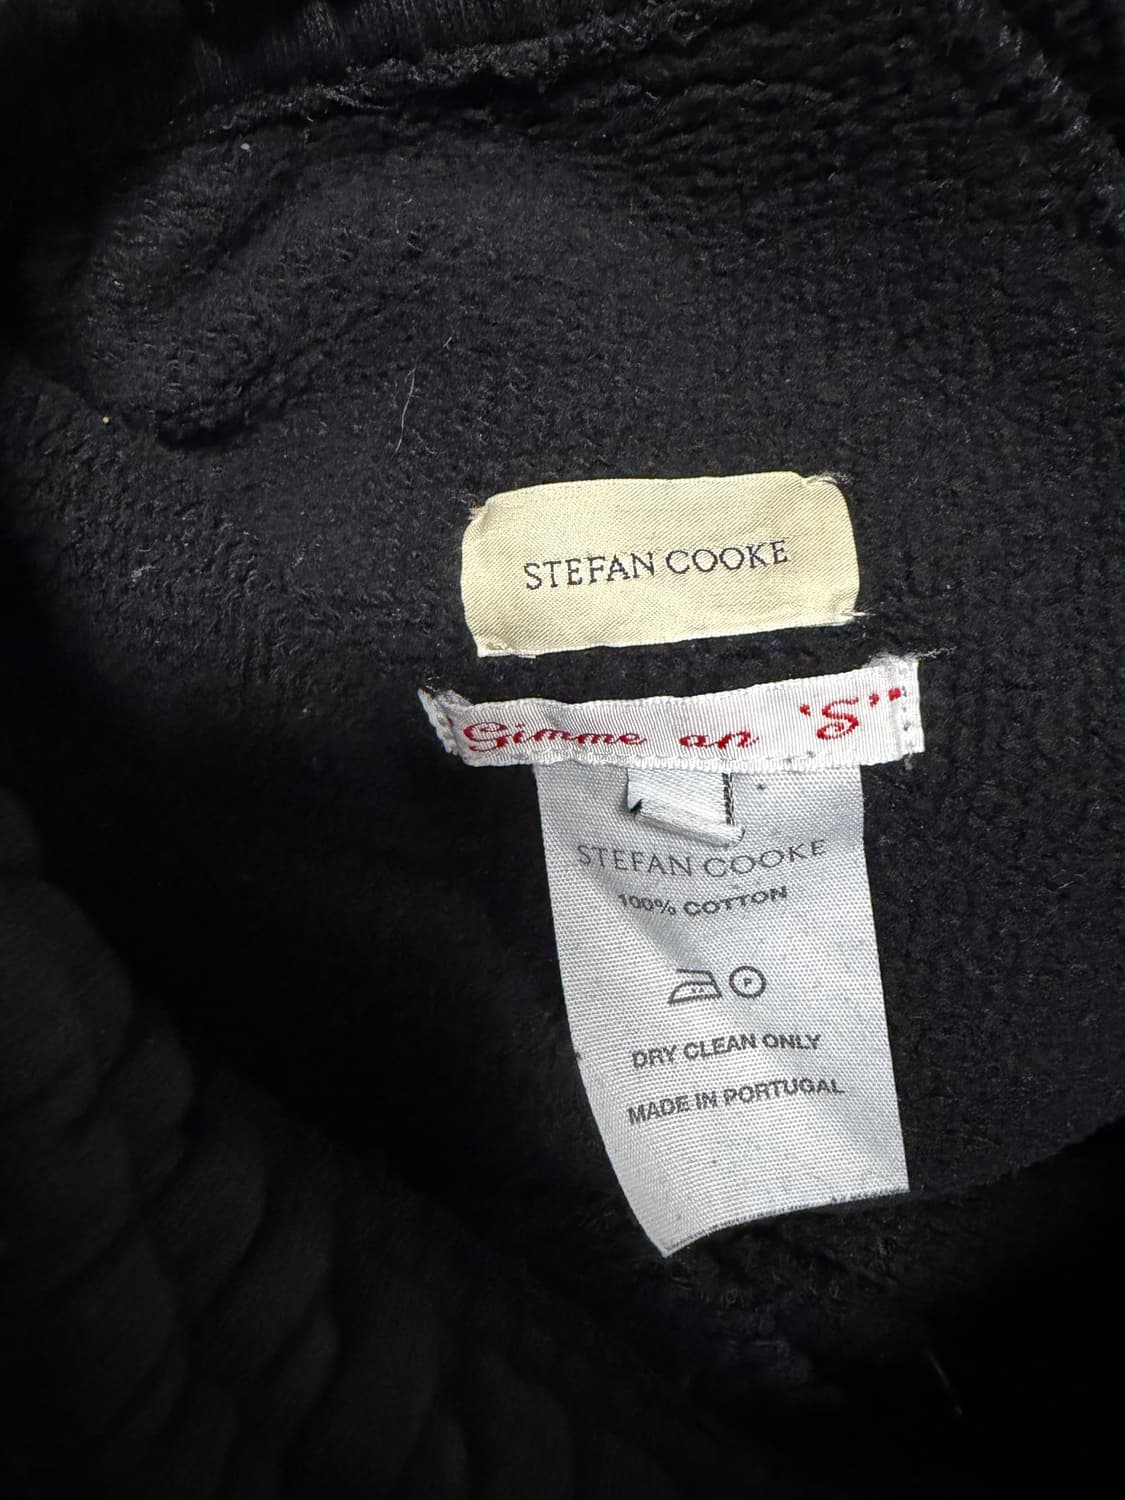 STEFAN COOKE
"Gimme an 'S'"
STEFAN COOKE
100% COTTON
P
DRY CLEAN ONLY
MADE IN PORTUGAL